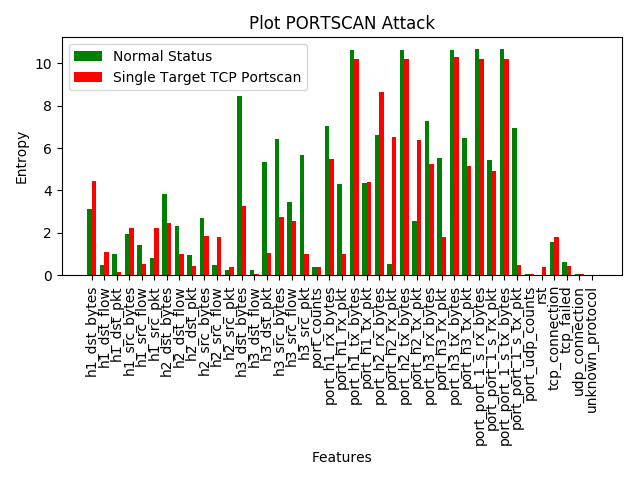 Plot PORTSCAN Attack
Normal Status
Single Target TCP Portscan
Entropy
10
8
6
4
2
0
h1_dst_bytes
h1_dst_flow
h1_dst_pkt
h1_src_bytes
h1_src_flow
h1_src_pkt
h2_dst_bytes
h2_dst_flow
h2_dst_pkt
h2_src_bytes
h2_src_flow
h2_src_pkt
h3_dst_bytes
h3_dst_flow
h3_dst_pkt
h3_src_bytes
h3_src_flow
h3_src_pkt
port_counts
port_h1_rx_bytes
port_h1_rx_pkt
port_h1_tx_bytes
port_h1_tx_pkt
port_h2_rx_bytes
port_h2_rx_pkt
port_h2_tx_bytes
port_h2_tx_pkt
port_h3_rx_bytes
port_h3_rx_pkt
port_h3_tx_bytes
port_h3_tx_pkt
port_port_1_s_rx_bytes
port_port_1_s_rx_pkt
port_port_1_s_tx_bytes
port_port_1_s_tx_pkt
port_udp_counts
rst
tcp_connection
tcp_failed
udp_connection
unknown_protocol
Features